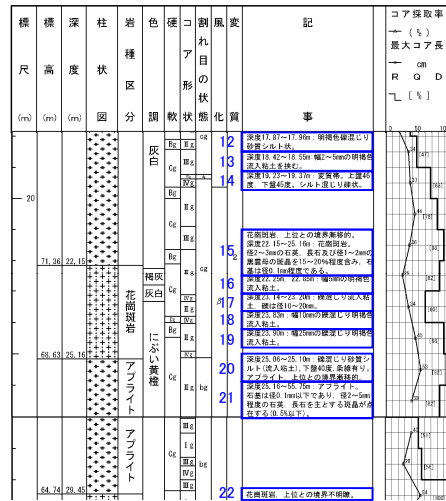 標尺 (m)
標高 (m)
深度 (m)
柱状図
岩種区分
色調
硬軟
コア形状
割れ目の状態
風化
変質
記事
コア採取率
(%)
最大コア長
cm
R Q D
[%]
20
71.36 22.15
68.63 25.16
64.74 29.45
花崗斑岩
アプライト
アプライト
灰白
褐灰
灰白
にぶい黄橙
12 深度17.87~17.96m:明褐色礫混じり
砂質シルト状。
13 深度18.42~18.55m:幅2~5mmの明褐色
流入粘土を挟む。
14 深度19.23~19.37m:変質帯。上盤45
度、下盤45度。シルト混じり礫状。
15 花崗斑岩 上位との境界漸移的。
深度22.15~25.16m:花崗斑岩。
径2~3mmの石英、長石及び径1~2mmの
黒雲母の斑晶を15~20%程度含み、石
基は径0.1mm程度である。
16 深度22.25m、22.85m:幅5mmの明褐色
流入粘土。
17 深度23.14~23.20m:礫混じり流入粘
土。礫は径10~20mm。
18 深度23.63m:幅10mmの礫混じり明褐色
流入粘土。
19 深度23.90m:幅25mmの礫混じり明褐色
流入粘土。
20 深度25.06~25.10m:礫混じり砂質シ
ルト(流入粘土)。下盤40度、条線有り。
アプライト 上位との境界漸移的。
21 深度25.16~55.75m:アプライト。
石基は径0.1mm以下であり、径2~5mm
程度の石英、長石を主とする斑晶が点
在する(0.5%以下)。
22 花崗斑岩 上位との境界不明瞭。